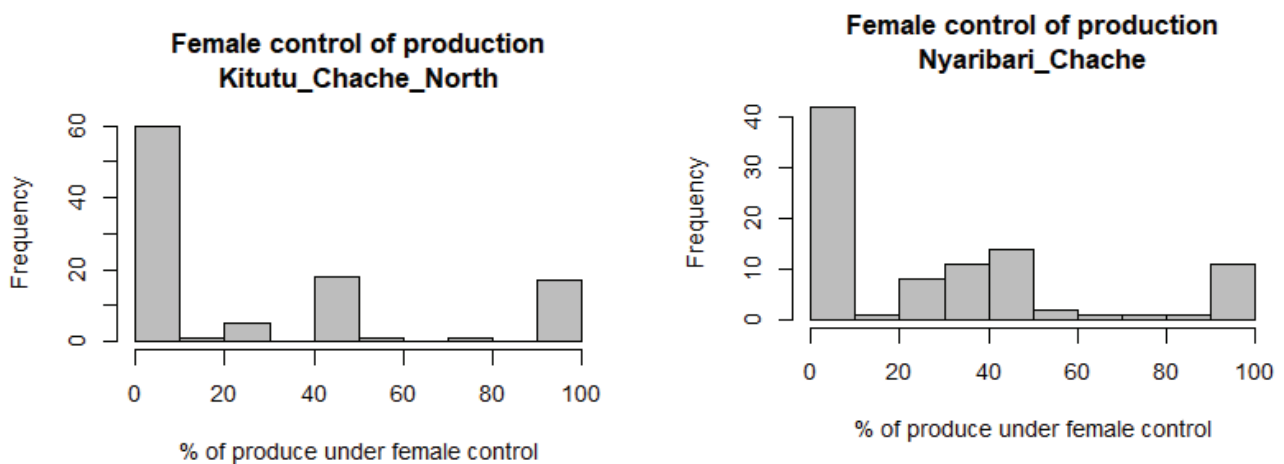 Female control of production
Kitutu_Chache_North
Frequency
60
40
20
0
0 20 40 60 80 100
% of produce under female control
Female control of production
Nyaribari_Chache
Frequency
40
30
20
10
0
0 20 40 60 80 100
% of produce under female control